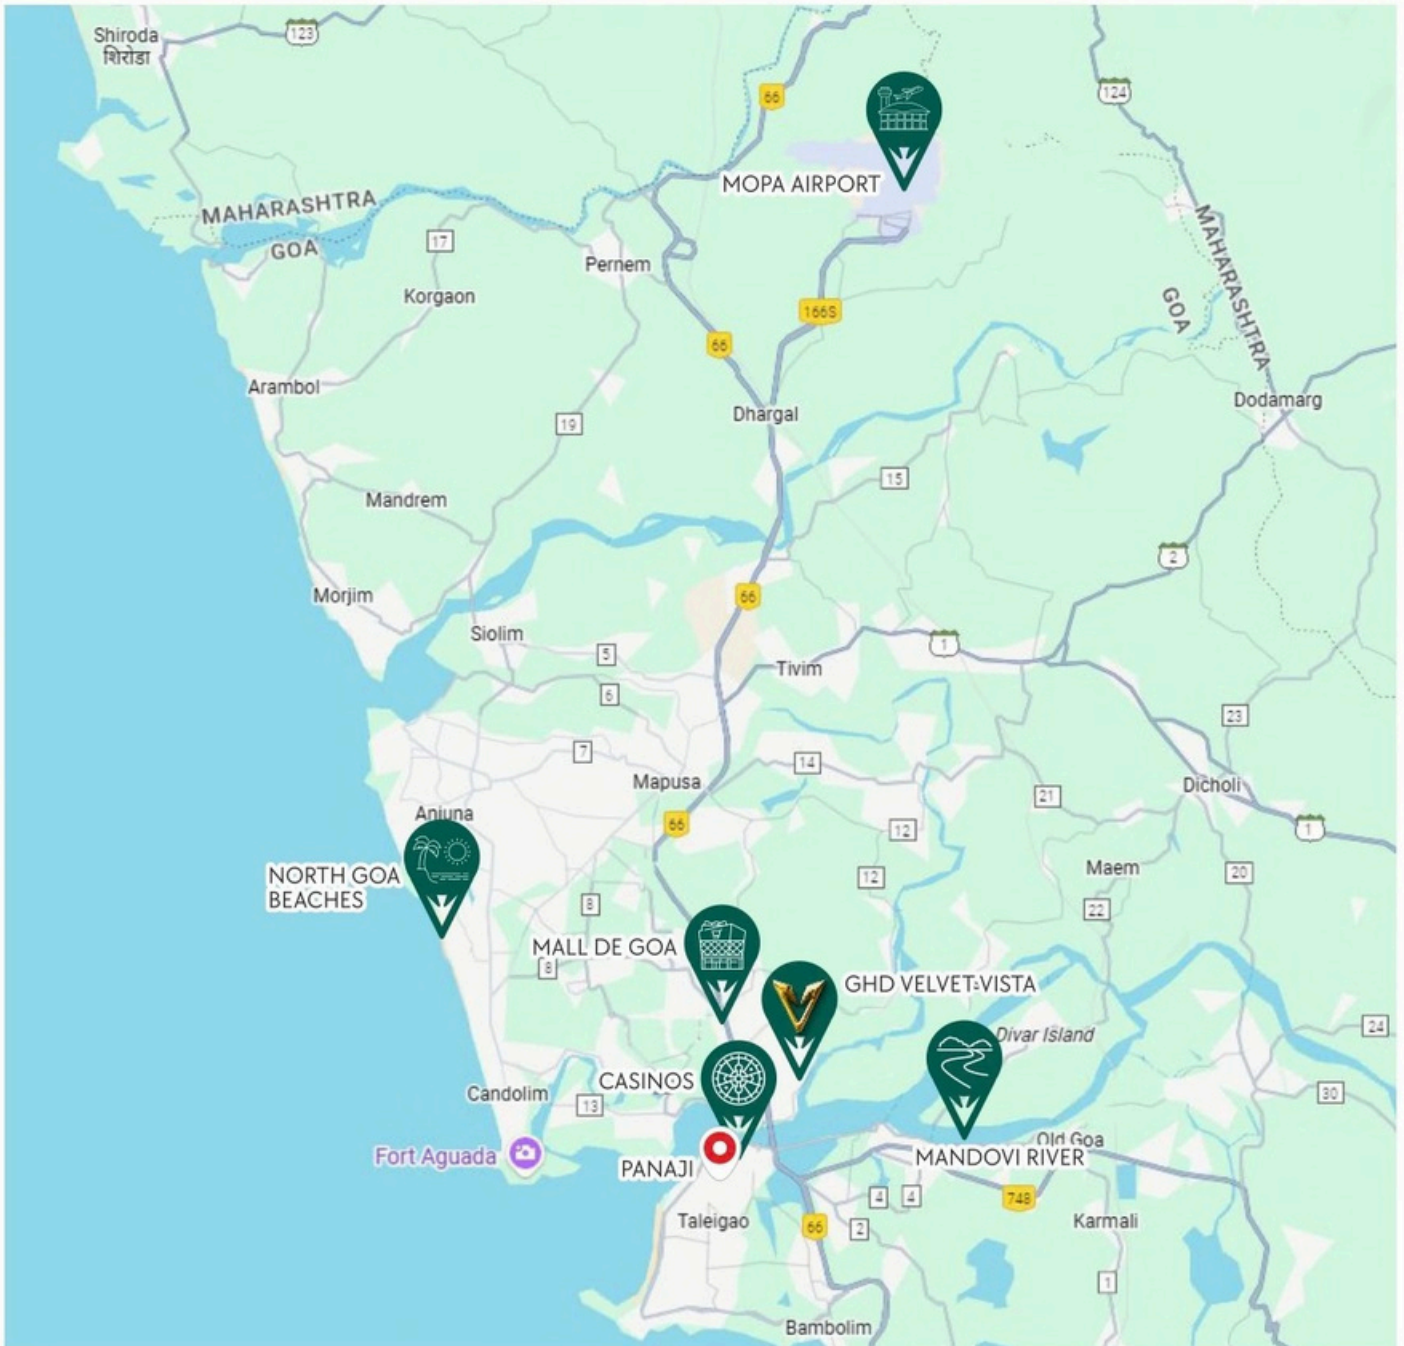 Shiroda
शिरोडा
123
66
124
MOPA AIRPORT
MAHARASHTRA
GOA
17
Pernem
Korgaon
166S
MAHARASHTRA
GOA
66
Arambol
Dhargal
Dodamarg
19
15
Mandrem
2
Morjim
66
Siolim
5
1
Tivim
6
23
7
14
Mapusa
Dicholi
21
Anjuna
66
12
1
NORTH GOA
BEACHES
12
Maem
20
8
22
MALL DE GOA
8
GHD VELVET VISTA
Divar Island
24
CASINOS
Candolim
13
30
Fort Aguada
PANAJI
Old Goa
MANDOVI RIVER
4
4
748
Taleigao
66
2
Karmali
1
Bambolim